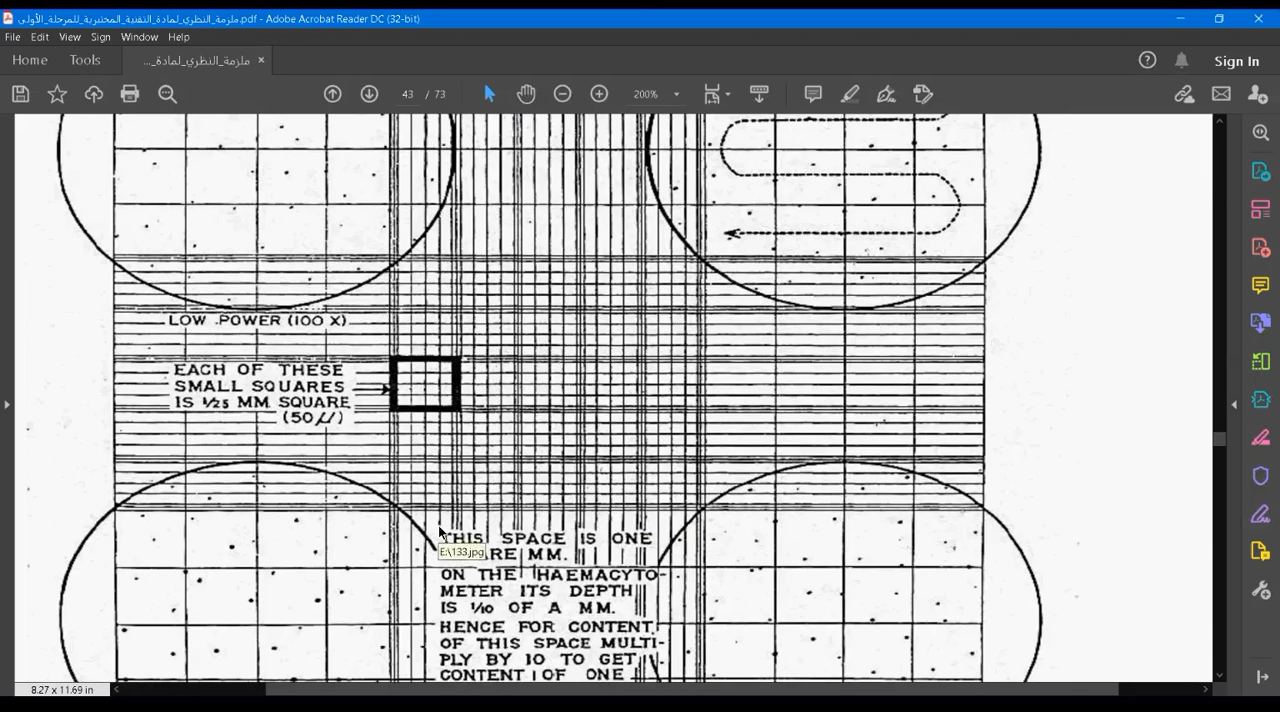 ملزمة_النظري_لمادة_التقنية_المختبرية_للمرحلة_الأولى.pdf - Adobe Acrobat Reader DC (32-bit)
File Edit View Sign Window Help
Home Tools ملزمة_النظري_لمادة_... × Sign In
43 / 73 200%
LOW POWER (100 X)
EACH OF THESE
SMALL SQUARES
IS 1/25 MM SQUARE
(50µ)
THIS SPACE IS ONE
ARE MM.
E:\133.jpg
ON THE HAEMACYTO-
METER ITS DEPTH
IS 1/10 OF A MM.
HENCE FOR CONTENT
OF THIS SPACE MULTI-
PLY BY 10 TO GET
CONTENT OF ONE
8.27 x 11.69 in